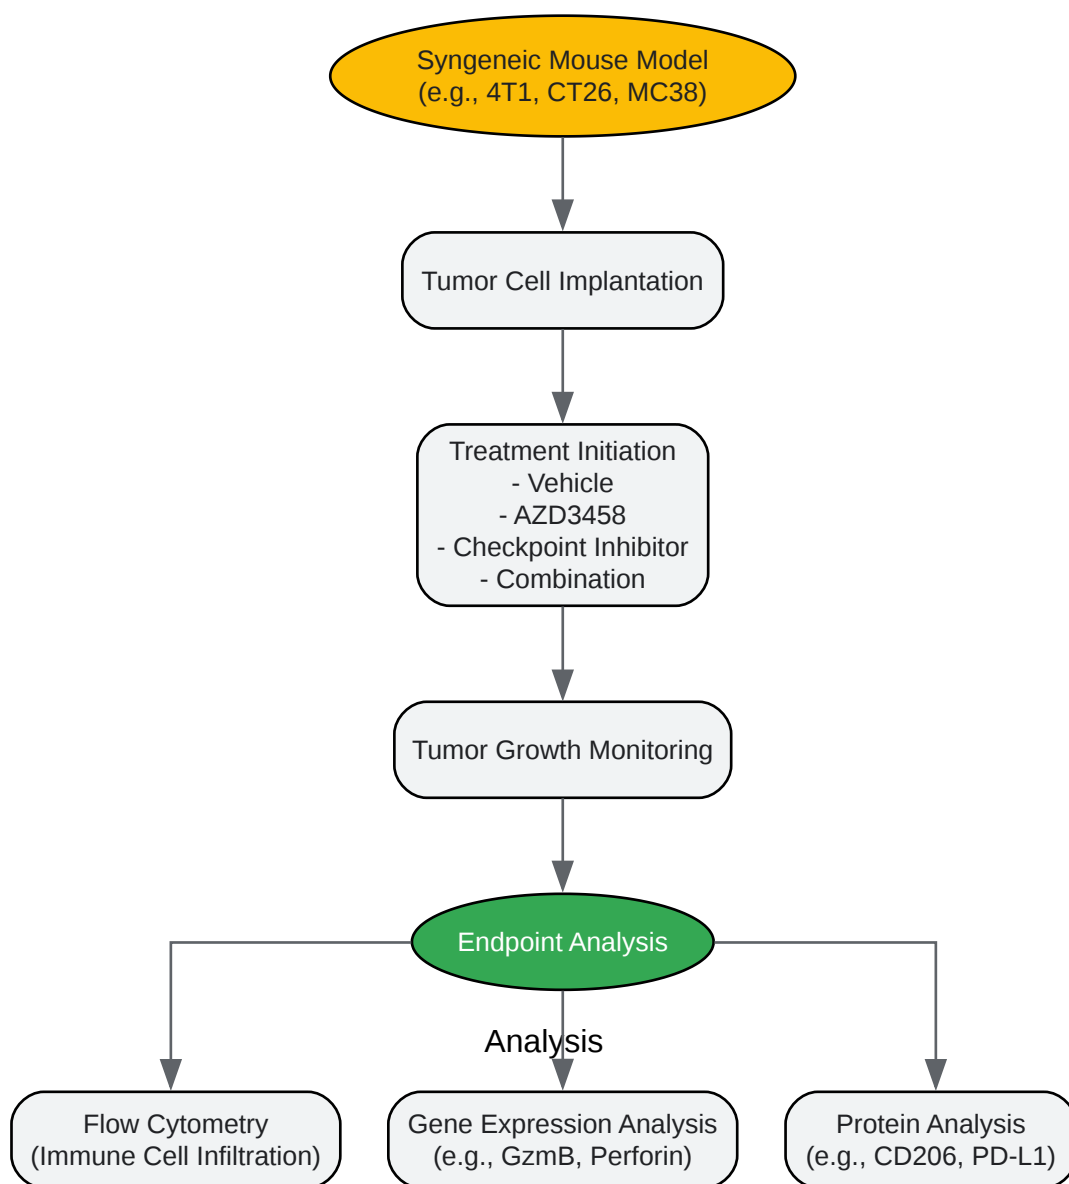 Syngeneic Mouse Model
(e.g., 4T1, CT26, MC38)
Tumor Cell Implantation
Treatment Initiation
- Vehicle
- AZD3458
- Checkpoint Inhibitor
- Combination
Tumor Growth Monitoring
Endpoint Analysis
Analysis
Flow Cytometry
(Immune Cell Infiltration)
Gene Expression Analysis
(e.g., GzmB, Perforin)
Protein Analysis
(e.g., CD206, PD-L1)